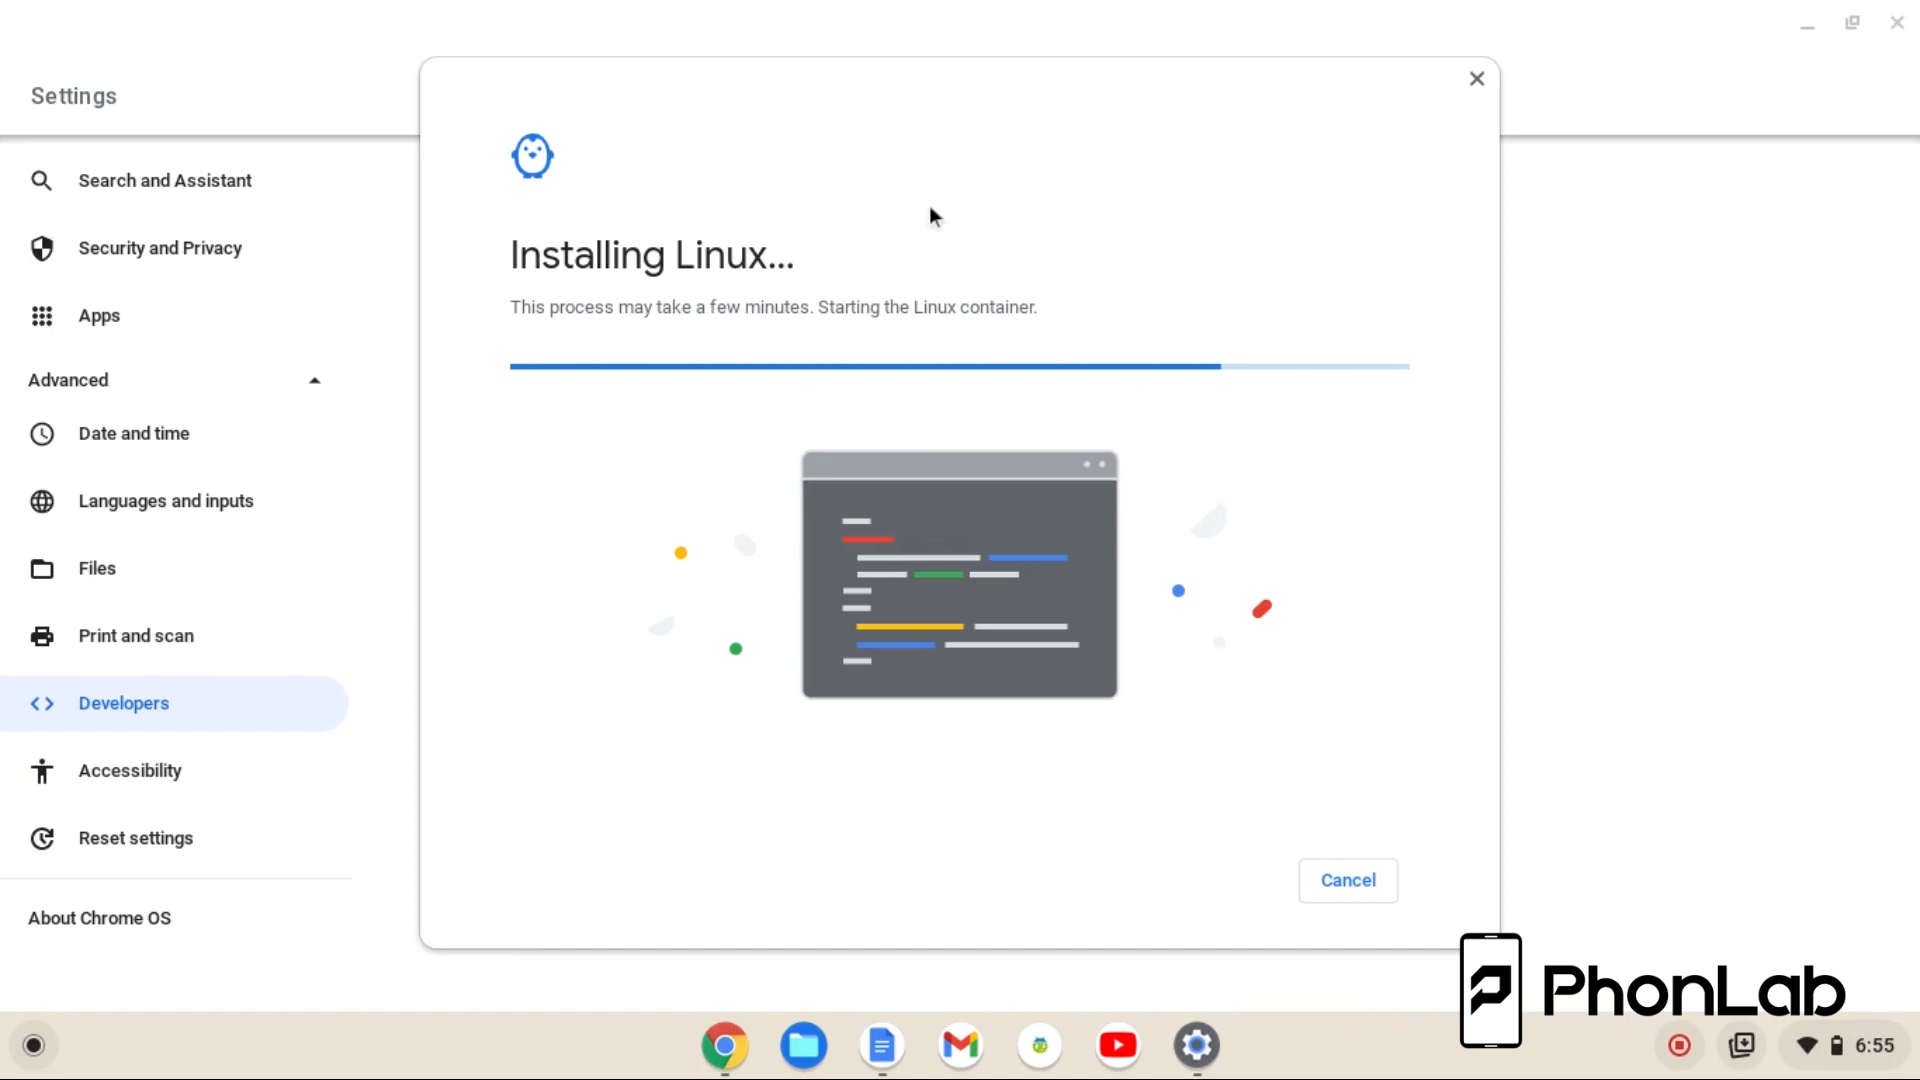 Settings
Search and Assistant
Security and Privacy
Apps
Advanced
Date and time
Languages and inputs
Files
Print and scan
Developers
Accessibility
Reset settings
About Chrome OS
Installing Linux...
This process may take a few minutes. Starting the Linux container.
Cancel
PhonLab
6:55